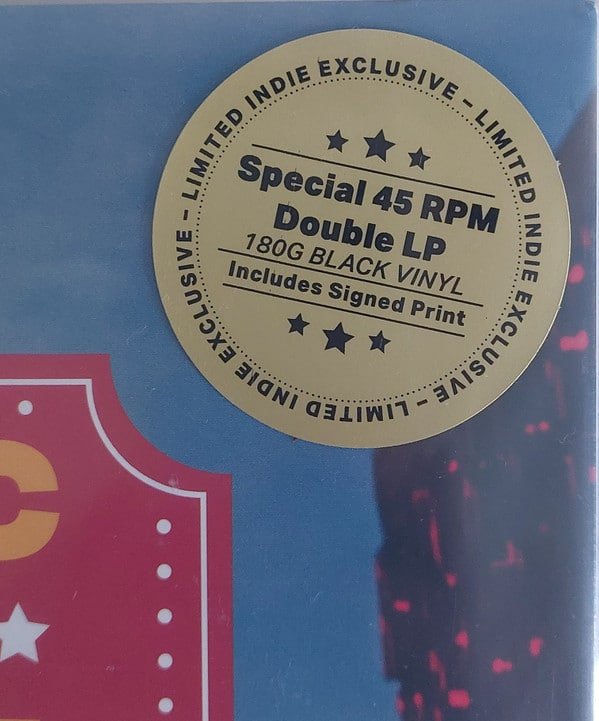 LIMITED INDIE EXCLUSIVE – LIMITED INDIE EXCLUSIVE – LIMITED INDIE EXCLUSIVE –
Special 45 RPM
Double LP
180G BLACK VINYL
Includes Signed Print
C